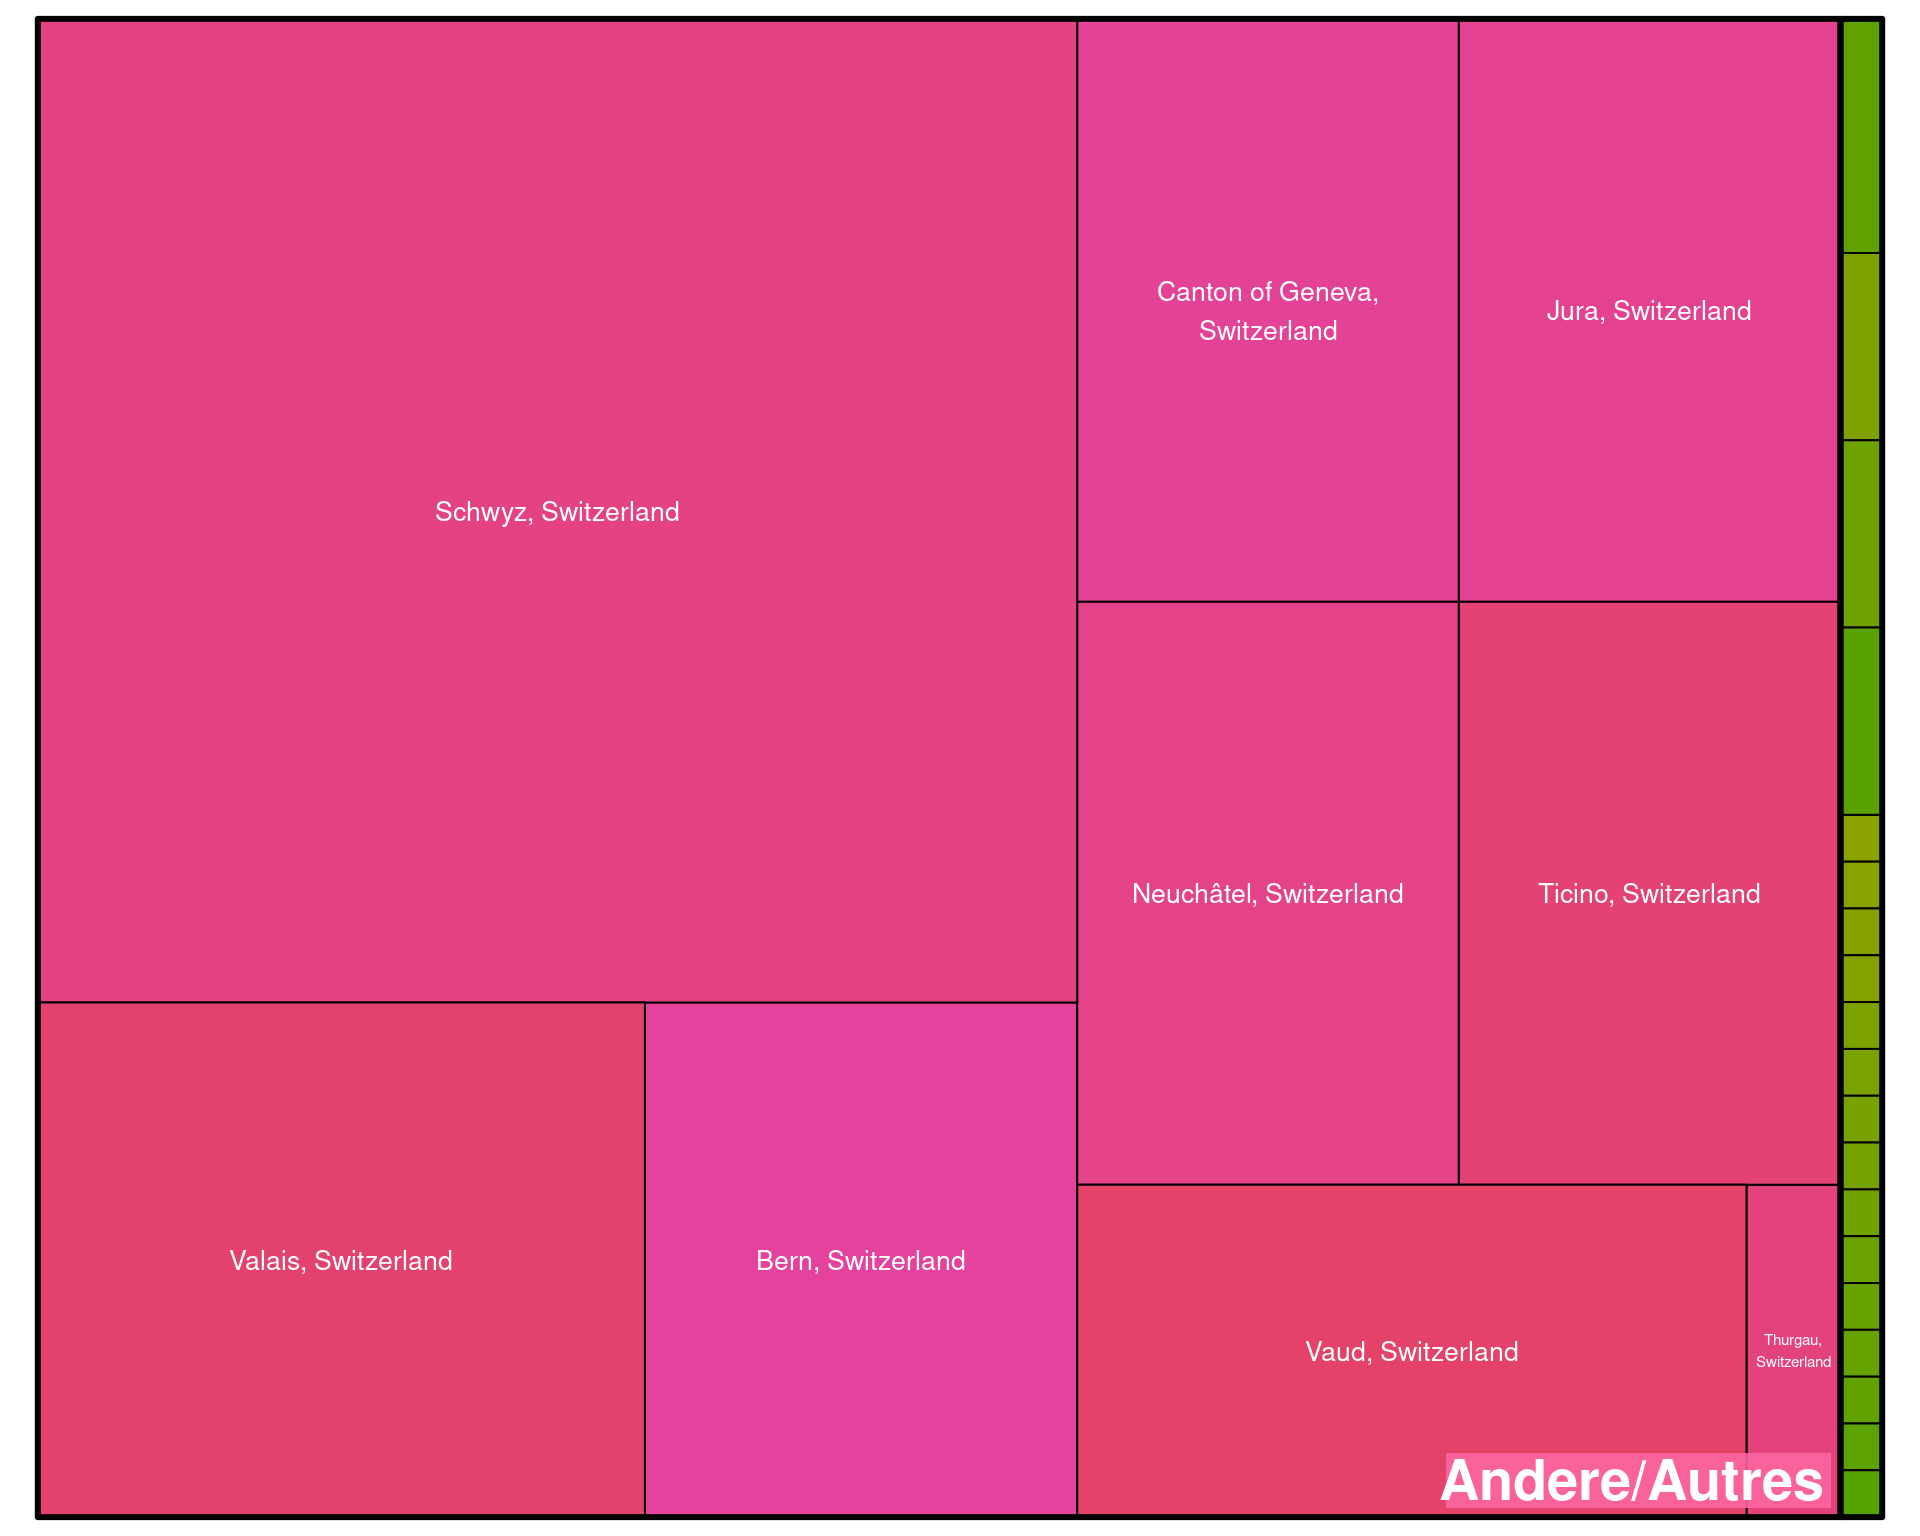 Schwyz, Switzerland
Canton of Geneva,
Switzerland
Jura, Switzerland
Neuchâtel, Switzerland
Ticino, Switzerland
Valais, Switzerland
Bern, Switzerland
Vaud, Switzerland
Thurgau,
Switzerland
Andere/Autres